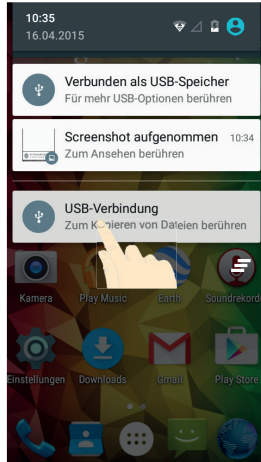 10:35
16.04.2015
Verbunden als USB-Speicher
Für mehr USB-Optionen berühren
Screenshot aufgenommen 10:34
Zum Ansehen berühren
USB-Verbindung
Zum Kopieren von Dateien berühren
Kamera Play Music Earth Soundrekord
Einstellungen Downloads Gmail Play Store